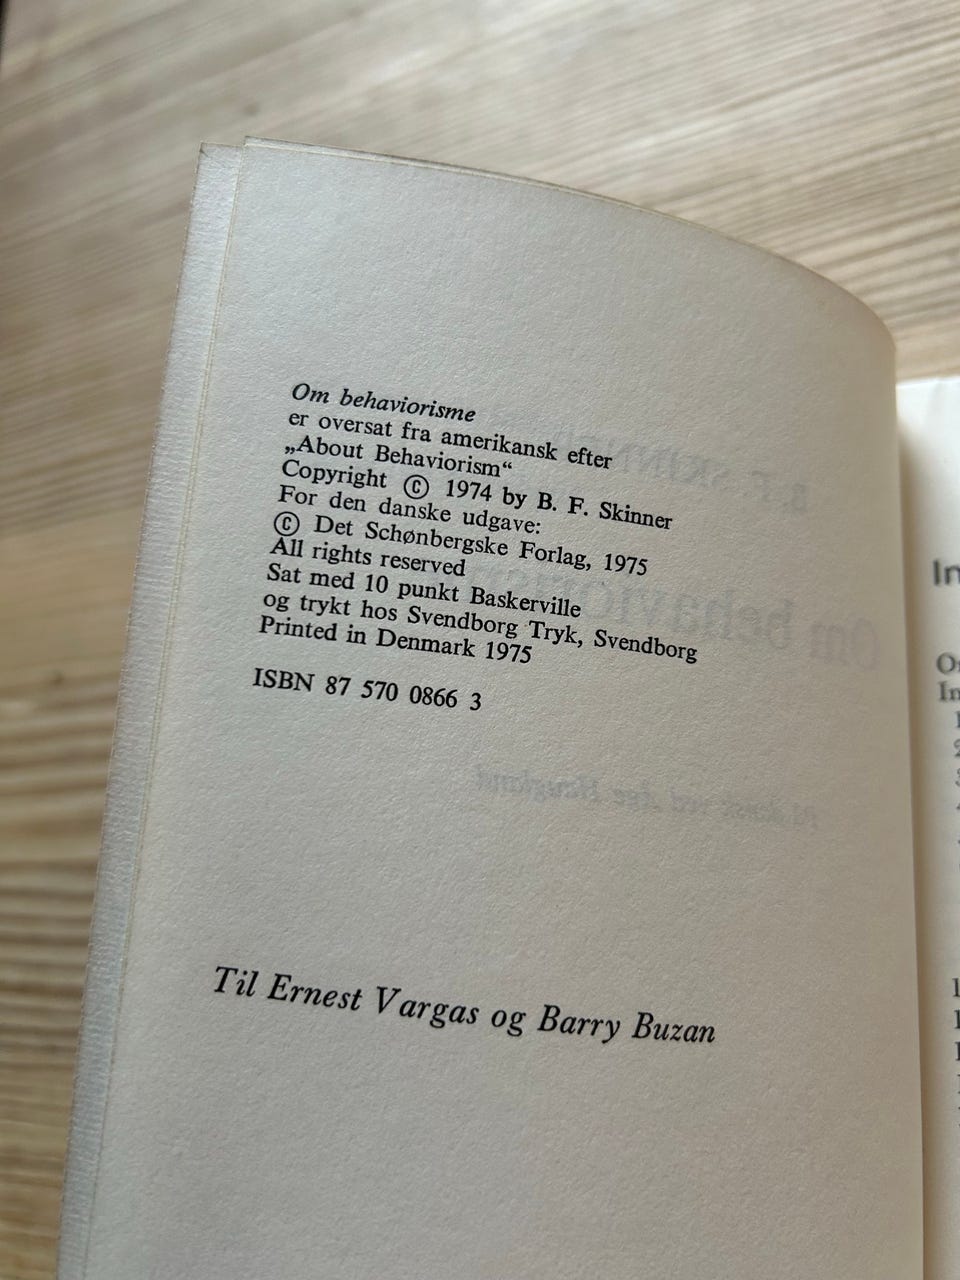 Om behaviorisme
er oversat fra amerikansk efter
„About Behaviorism“
Copyright © 1974 by B. F. Skinner
For den danske udgave:
© Det Schønbergske Forlag, 1975
All rights reserved
Sat med 10 punkt Baskerville
og trykt hos Svendborg Tryk, Svendborg
Printed in Denmark 1975
ISBN 87 570 0866 3
Til Ernest Vargas og Barry Buzan